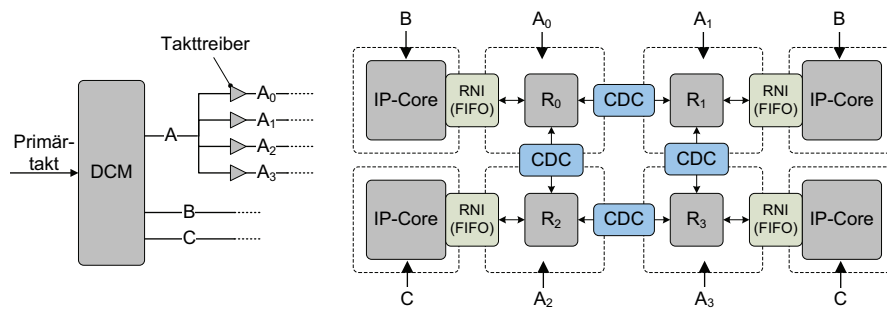 Takttreiber
Primär-
takt
DCM
A
A0
A1
A2
A3
B
C
B
A0
A1
B
IP-Core
RNI
(FIFO)
R0
CDC
R1
RNI
(FIFO)
IP-Core
CDC
CDC
IP-Core
RNI
(FIFO)
R2
CDC
R3
RNI
(FIFO)
IP-Core
C
A2
A3
C